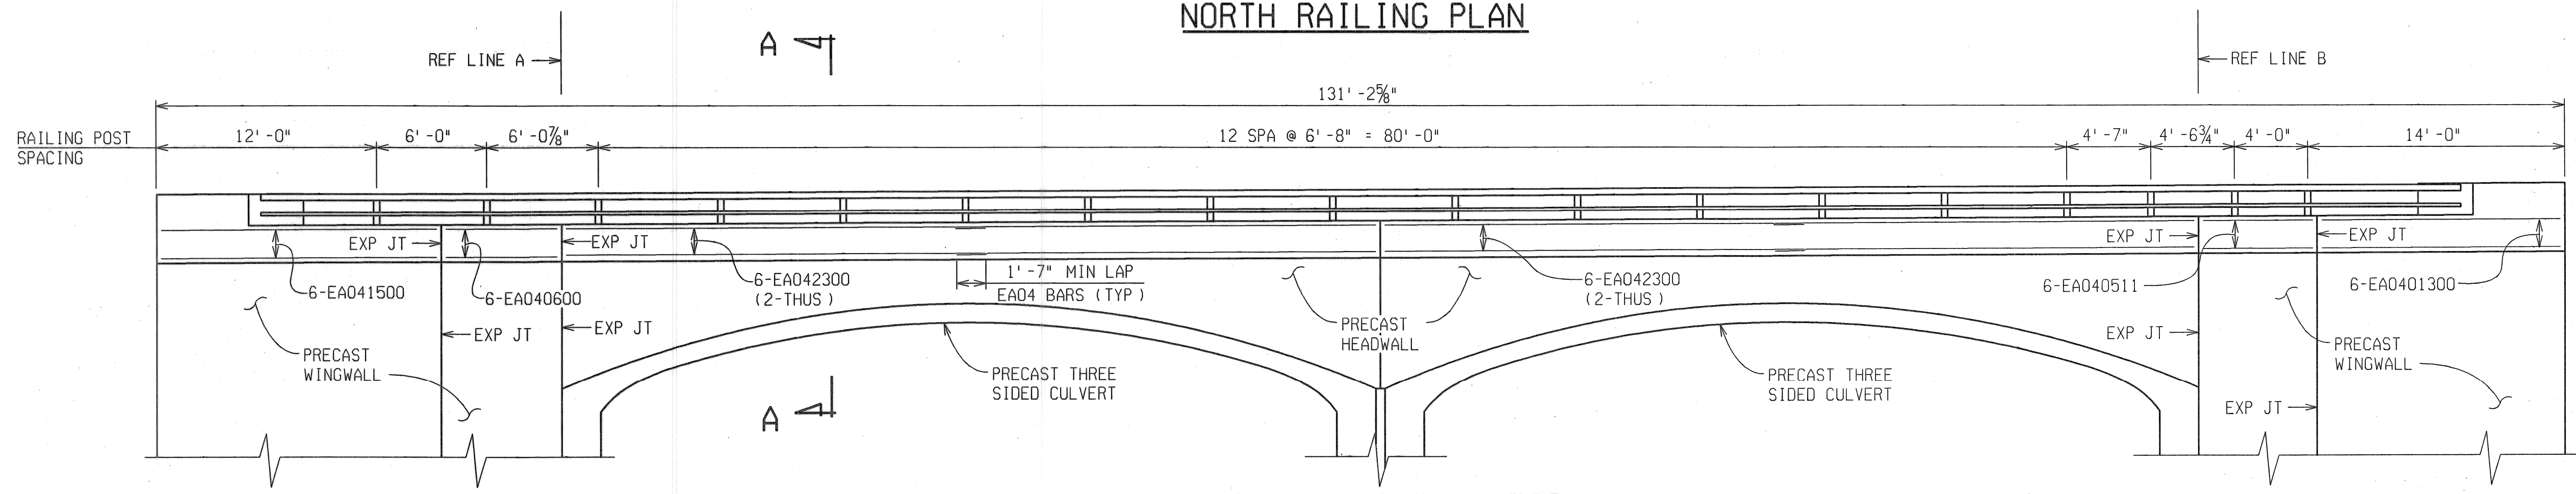 NORTH RAILING PLAN
A
REF LINE A
REF LINE B
131'-2⅝"
RAILING POST
SPACING
12'-0"
6'-0"
6'-0⅞"
12 SPA @ 6'-8" = 80'-0"
4'-7"
4'-6¾"
4'-0"
14'-0"
EXP JT
EXP JT
EXP JT
EXP JT
6-EA041500
6-EA040600
6-EA042300
(2-THUS)
1'-7" MIN LAP
EA04 BARS (TYP)
6-EA042300
(2-THUS)
6-EA040511
6-EA0401300
EXP JT
EXP JT
PRECAST
HEADWALL
EXP JT
PRECAST
WINGWALL
PRECAST THREE
SIDED CULVERT
PRECAST THREE
SIDED CULVERT
PRECAST
WINGWALL
A
EXP JT